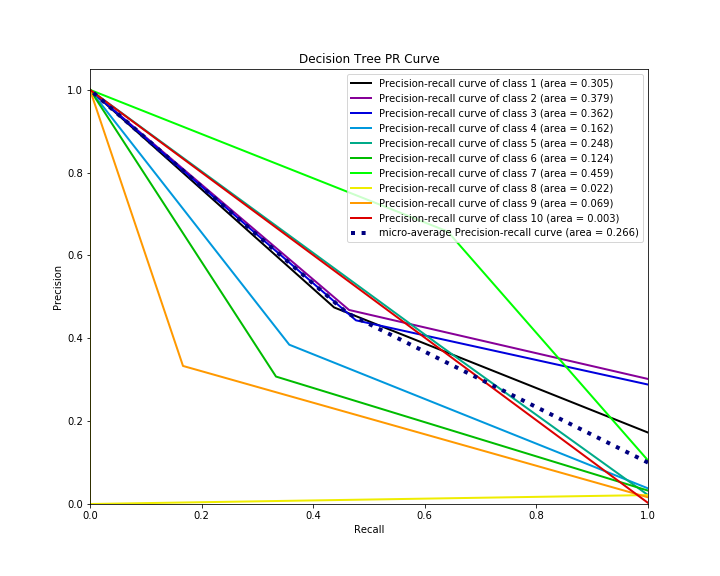 Decision Tree PR Curve
Precision-recall curve of class 1 (area = 0.305)
Precision-recall curve of class 2 (area = 0.379)
Precision-recall curve of class 3 (area = 0.362)
Precision-recall curve of class 4 (area = 0.162)
Precision-recall curve of class 5 (area = 0.248)
Precision-recall curve of class 6 (area = 0.124)
Precision-recall curve of class 7 (area = 0.459)
Precision-recall curve of class 8 (area = 0.022)
Precision-recall curve of class 9 (area = 0.069)
Precision-recall curve of class 10 (area = 0.003)
micro-average Precision-recall curve (area = 0.266)
Precision
1.0
0.8
0.6
0.4
0.2
0.0
0.0 0.2 0.4 0.6 0.8 1.0
Recall